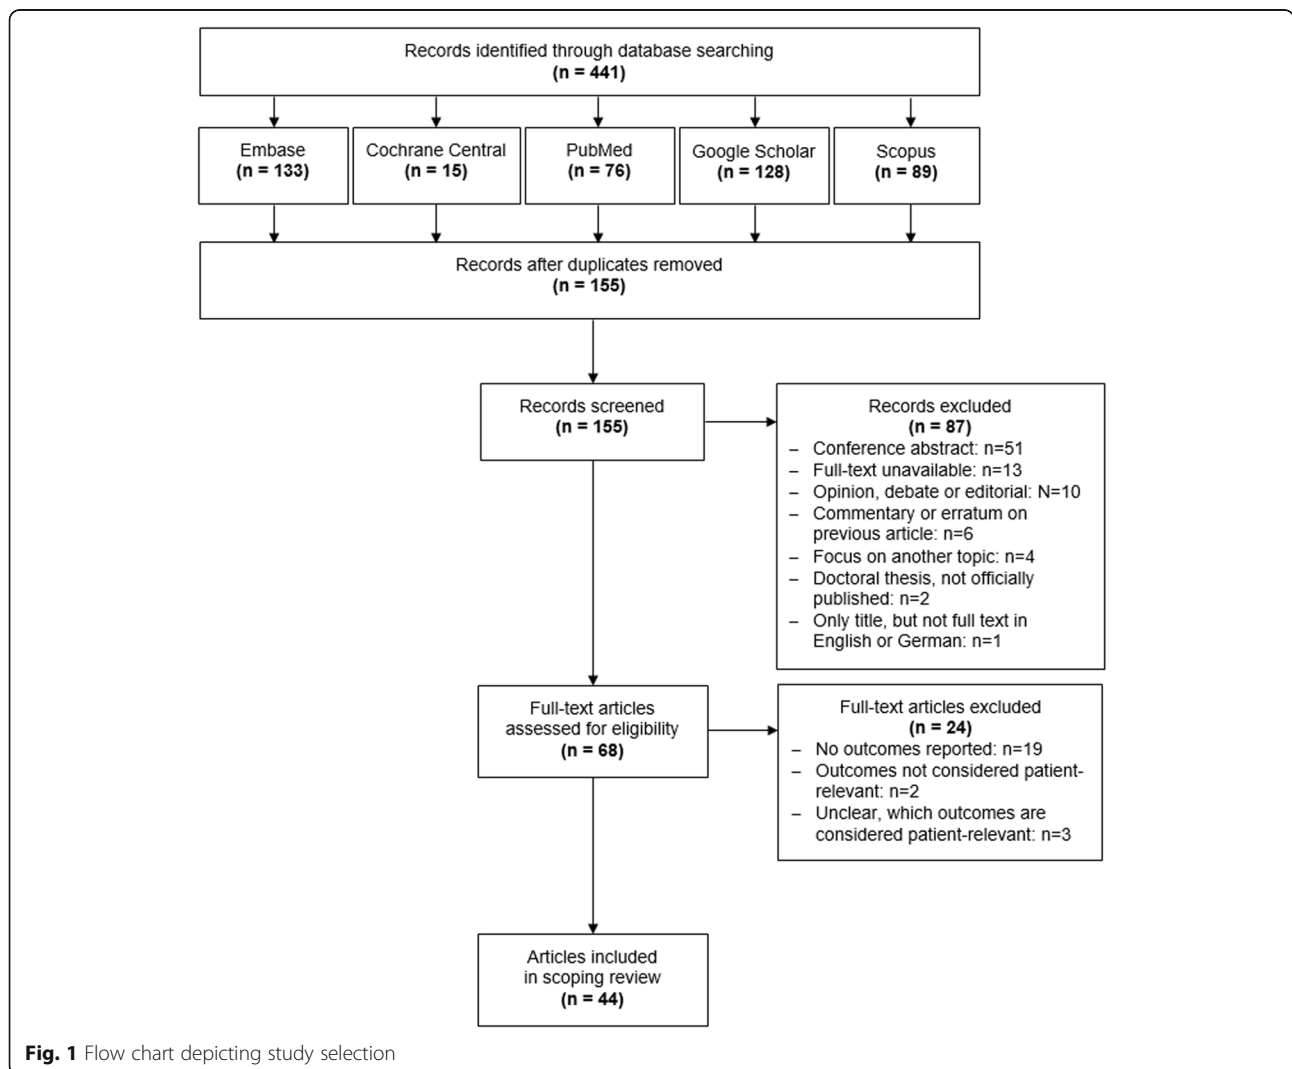 Records identified through database searching
(n = 441)
Embase
(n = 133)
Cochrane Central
(n = 15)
PubMed
(n = 76)
Google Scholar
(n = 128)
Scopus
(n = 89)
Records after duplicates removed
(n = 155)
Records screened
(n = 155)
Records excluded
(n = 87)
– Conference abstract: n=51
– Full-text unavailable: n=13
– Opinion, debate or editorial: N=10
– Commentary or erratum on
previous article: n=6
– Focus on another topic: n=4
– Doctoral thesis, not officially
published: n=2
– Only title, but not full text in
English or German: n=1
Full-text articles
assessed for eligibility
(n = 68)
Full-text articles excluded
(n = 24)
– No outcomes reported: n=19
– Outcomes not considered patient-
relevant: n=2
– Unclear, which outcomes are
considered patient-relevant: n=3
Articles included
in scoping review
(n = 44)
Fig. 1 Flow chart depicting study selection